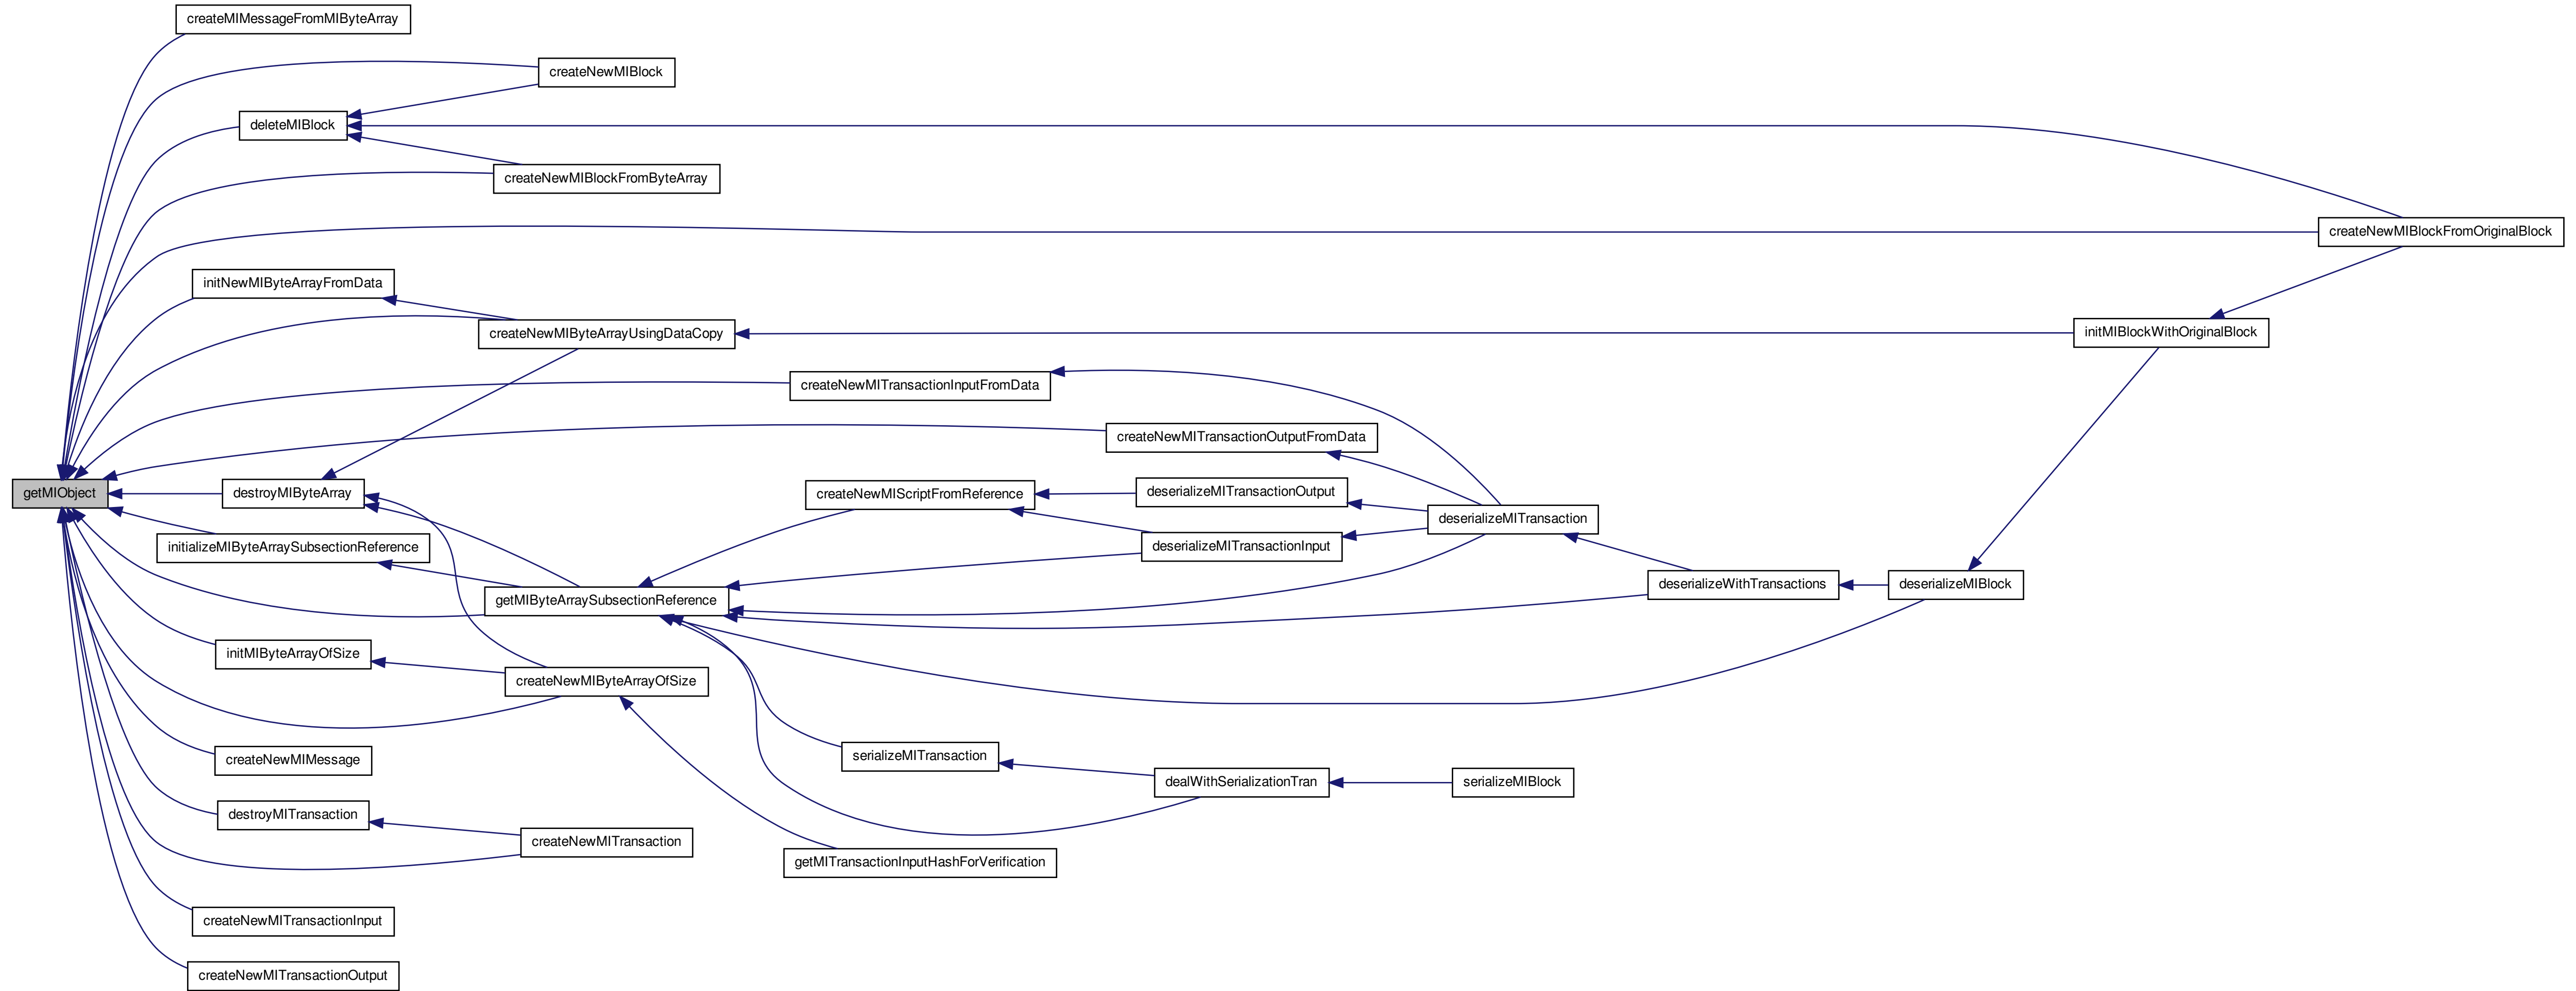 createMIMessageFromMIByteArray
createNewMIBlock
deleteMIBlock
createNewMIBlockFromByteArray
createNewMIBlockFromOriginalBlock
initNewMIByteArrayFromData
createNewMIByteArrayUsingDataCopy
initMIBlockWithOriginalBlock
createNewMITransactionInputFromData
createNewMITransactionOutputFromData
getMIObject
destroyMIByteArray
createNewMIScriptFromReference
deserializeMITransactionOutput
deserializeMITransaction
initializeMIByteArraySubsectionReference
deserializeMITransactionInput
getMIByteArraySubsectionReference
deserializeWithTransactions
deserializeMIBlock
initMIByteArrayOfSize
createNewMIByteArrayOfSize
createNewMIMessage
serializeMITransaction
dealWithSerializationTran
serializeMIBlock
destroyMITransaction
createNewMITransaction
getMITransactionInputHashForVerification
createNewMITransactionInput
createNewMITransactionOutput